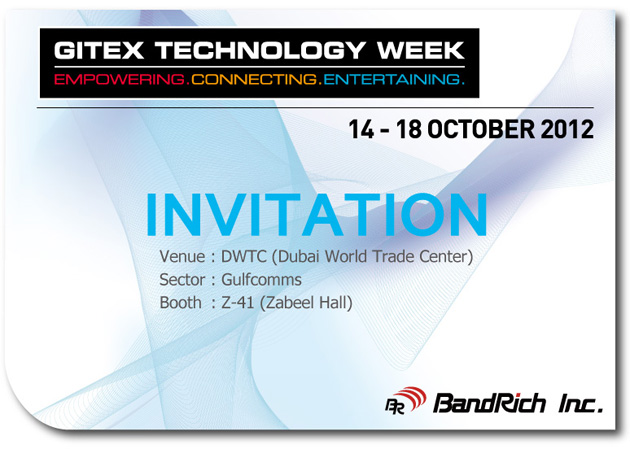 GITEX TECHNOLOGY WEEK
EMPOWERING.CONNECTING.ENTERTAINING.
14 - 18 OCTOBER 2012
INVITATION
Venue : DWTC (Dubai World Trade Center)
Sector : Gulfcomms
Booth : Z-41 (Zabeel Hall)
BR BandRich Inc.